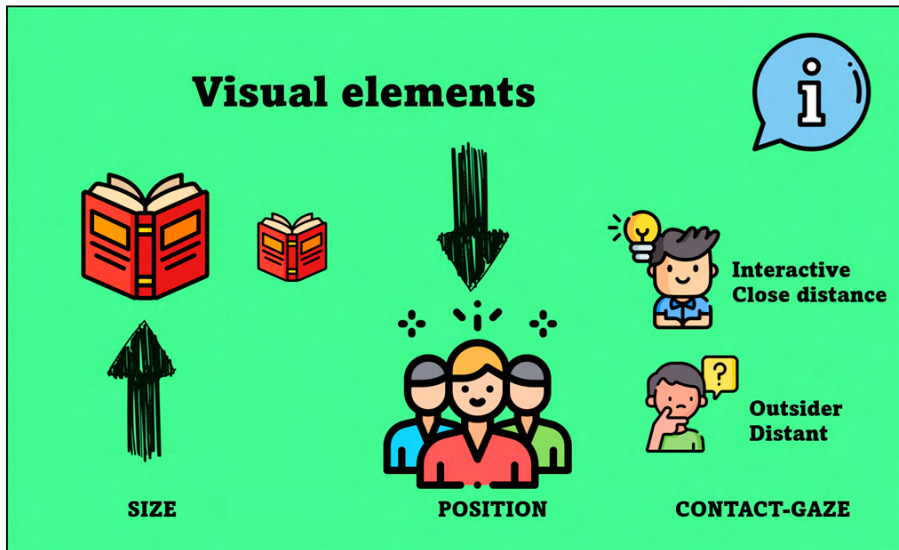 Visual elements
i
Interactive
Close distance
?
Outsider
Distant
SIZE
POSITION
CONTACT-GAZE